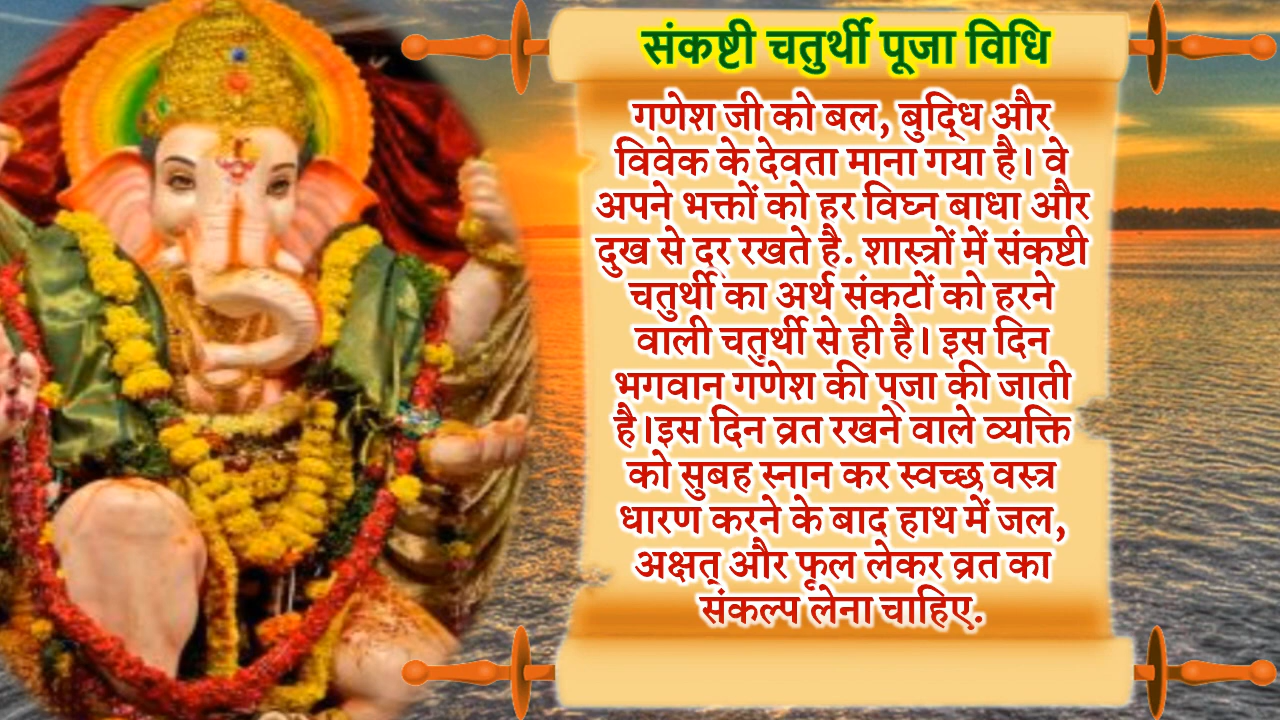 संकष्टी चतुर्थी पूजा विधि
गणेश जी को बल, बुद्धि और
विवेक के देवता माना गया है। वे
अपने भक्तों को हर विघ्न बाधा और
दुख से दूर रखते है. शास्त्रों में संकष्टी
चतुर्थी का अर्थ संकटों को हरने
वाली चतुर्थी से ही है। इस दिन
भगवान गणेश की पूजा की जाती
है।इस दिन व्रत रखने वाले व्यक्ति
को सुबह स्नान कर स्वच्छ वस्त्र
धारण करने के बाद हाथ में जल,
अक्षत् और फूल लेकर व्रत का
संकल्प लेना चाहिए.